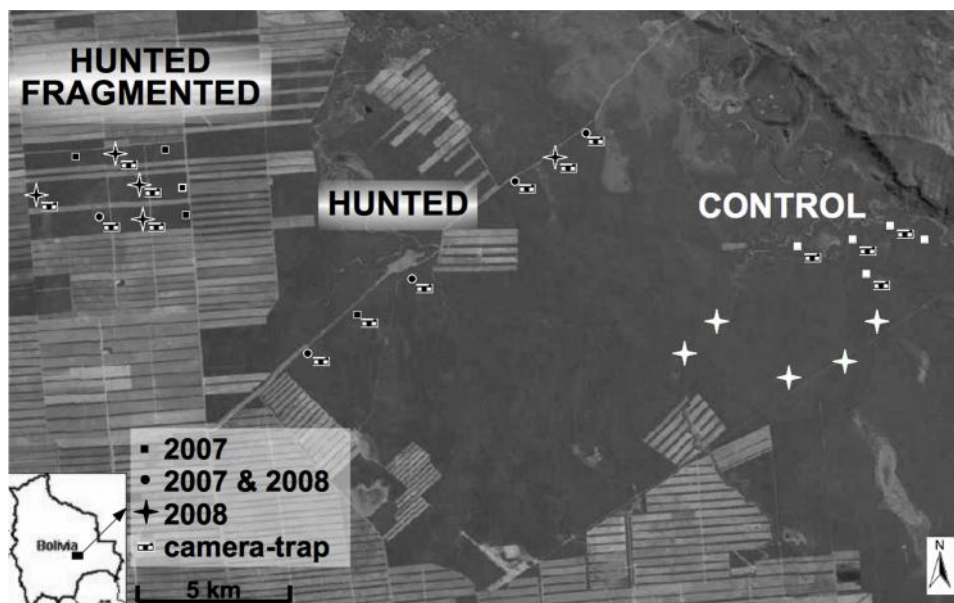 HUNTED
FRAGMENTED
HUNTED
CONTROL
2007
2007 & 2008
2008
camera-trap
Bolivia
5 km
N